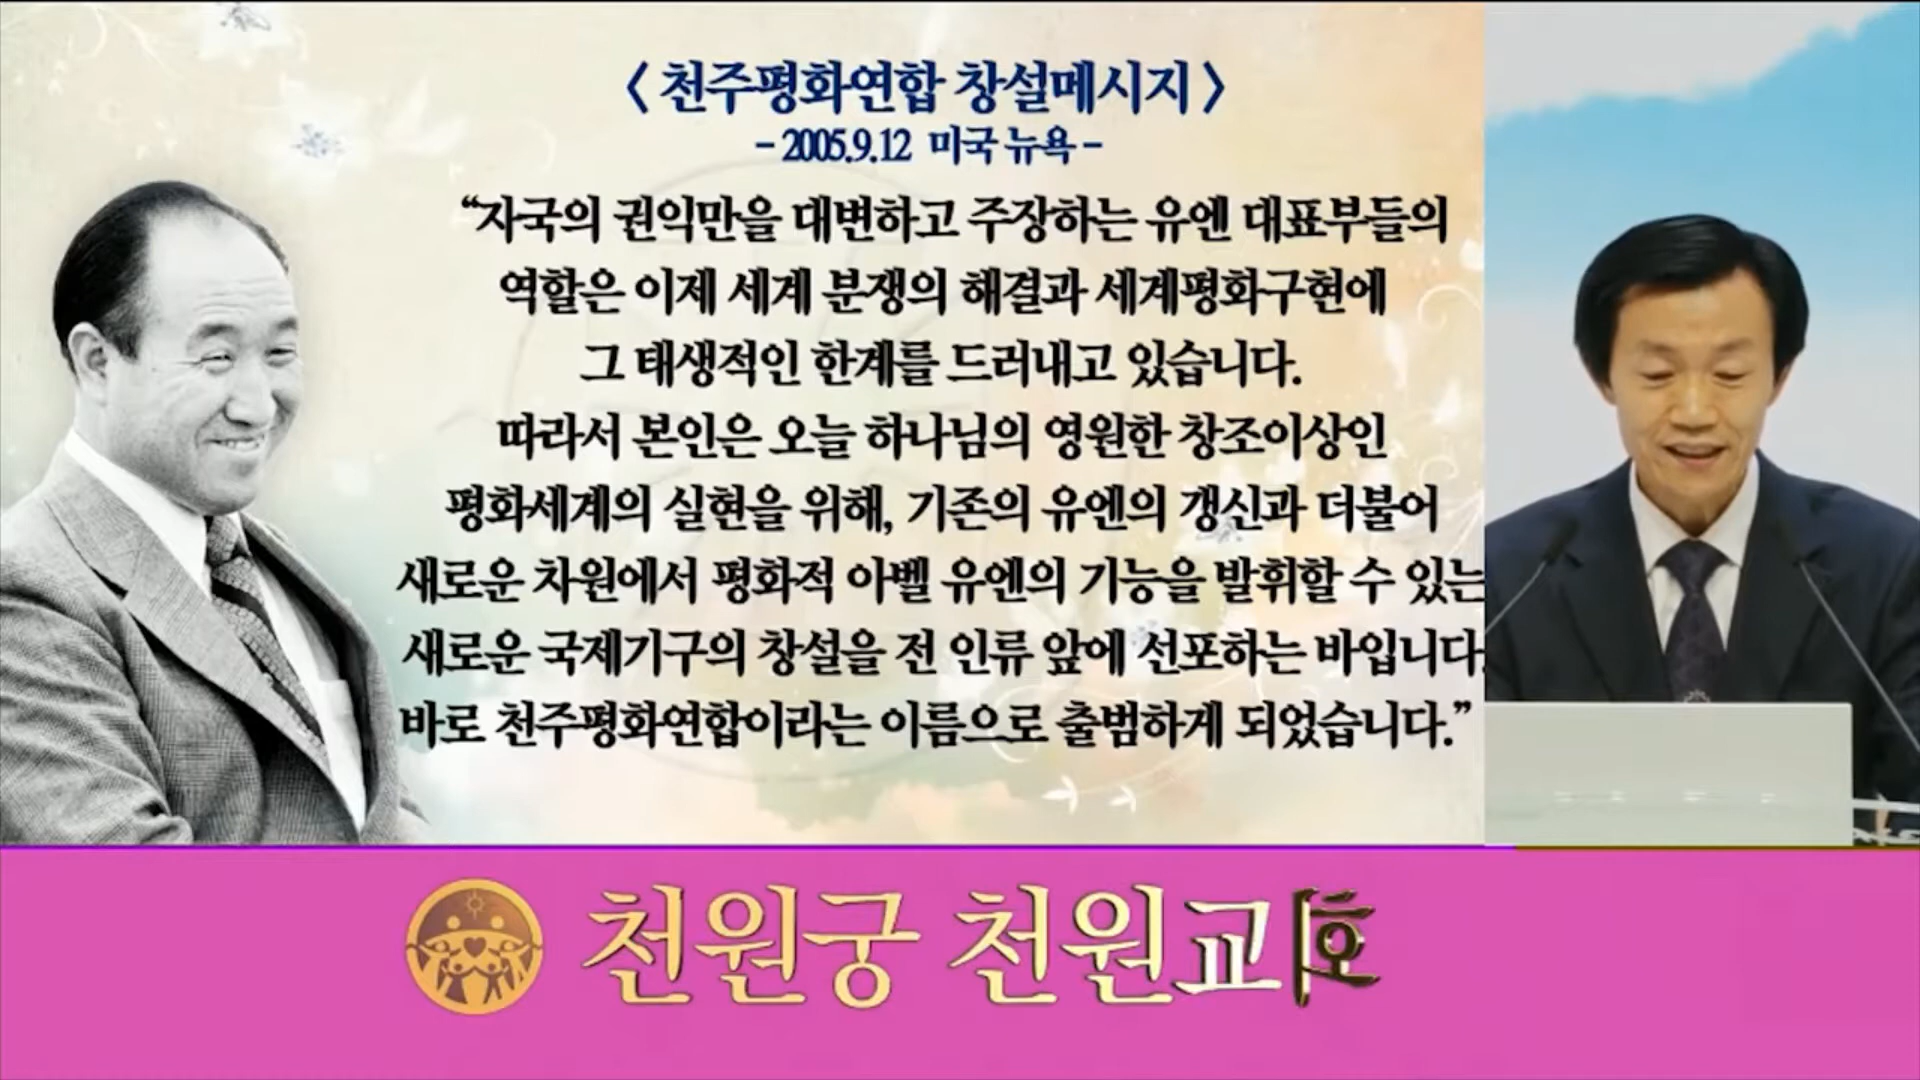 < 천주평화연합 창설메시지 >
- 2005.9.12 미국 뉴욕 -
“자국의 권익만을 대변하고 주장하는 유엔 대표부들의
역할은 이제 세계 분쟁의 해결과 세계평화구현에
그 태생적인 한계를 드러내고 있습니다.
따라서 본인은 오늘 하나님의 영원한 창조이상인
평화세계의 실현을 위해, 기존의 유엔의 갱신과 더불어
새로운 차원에서 평화적 아벨 유엔의 기능을 발휘할 수 있는
새로운 국제기구의 창설을 전 인류 앞에 선포하는 바입니다.
바로 천주평화연합이라는 이름으로 출범하게 되었습니다.”
천원궁 천원교회